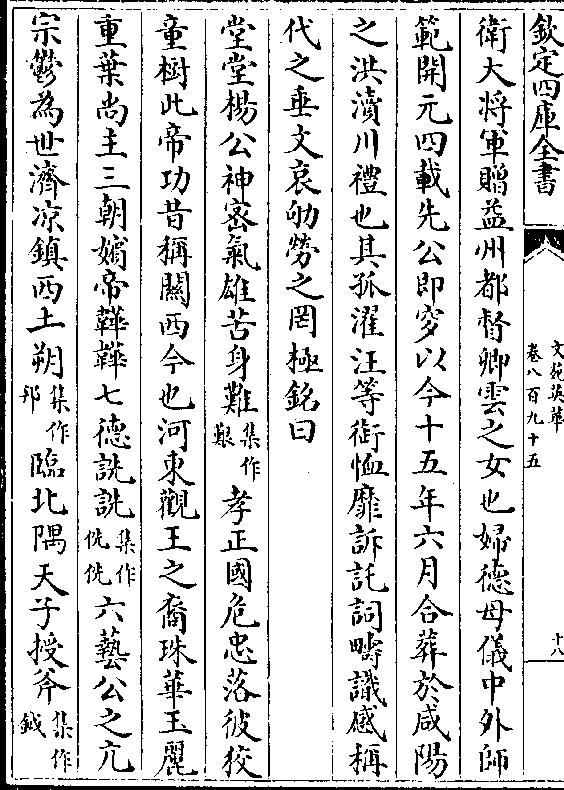 欽定四庫全書
文苑英華
卷八百九十五
十八
衛大將軍贈益州都督卿雲之女也婦德母儀中外師
範開元四載先公即穸以今十五年六月合葬於咸陽
之洪瀆川禮也其孤濯汪等銜恤靡訴託詞疇識感稱
代之垂文哀劬勞之罔極銘曰
堂堂楊公神密氣雄苦身難集作艱孝正國危忠落彼狡
童樹此帝功昔稱關西今也河東觀王之裔珠華玉麗
重葉尚主三朝嬪帝韡韡七德詵詵集作侁侁六藝公之亢
宗鬱為世濟凉鎮西土朔集作邦臨北隅天子授斧集作鉞